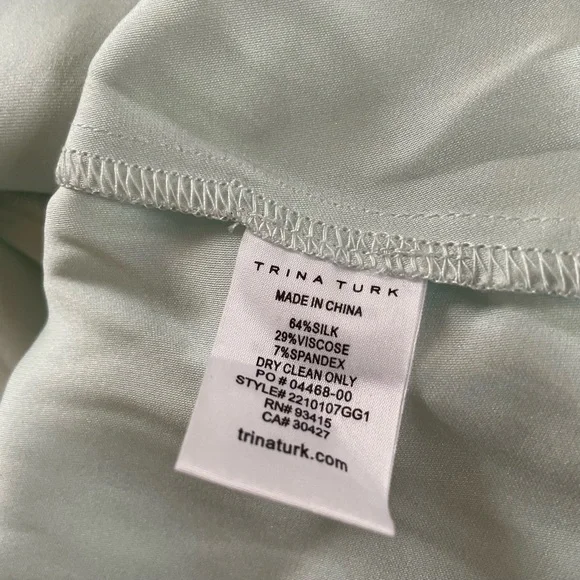 TRINA TURK
MADE IN CHINA
64%SILK
29%VISCOSE
7%SPANDEX
DRY CLEAN ONLY
PO # 04468-00
STYLE# 2210107GG1
RN# 93415
CA# 30427
trinaturk.com